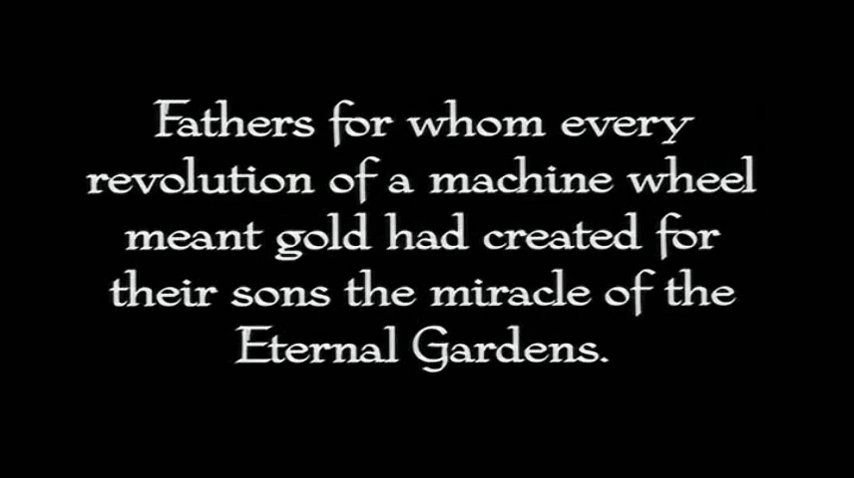 Fathers for whom every
revolution of a machine wheel
meant gold had created for
their sons the miracle of the
Eternal Gardens.